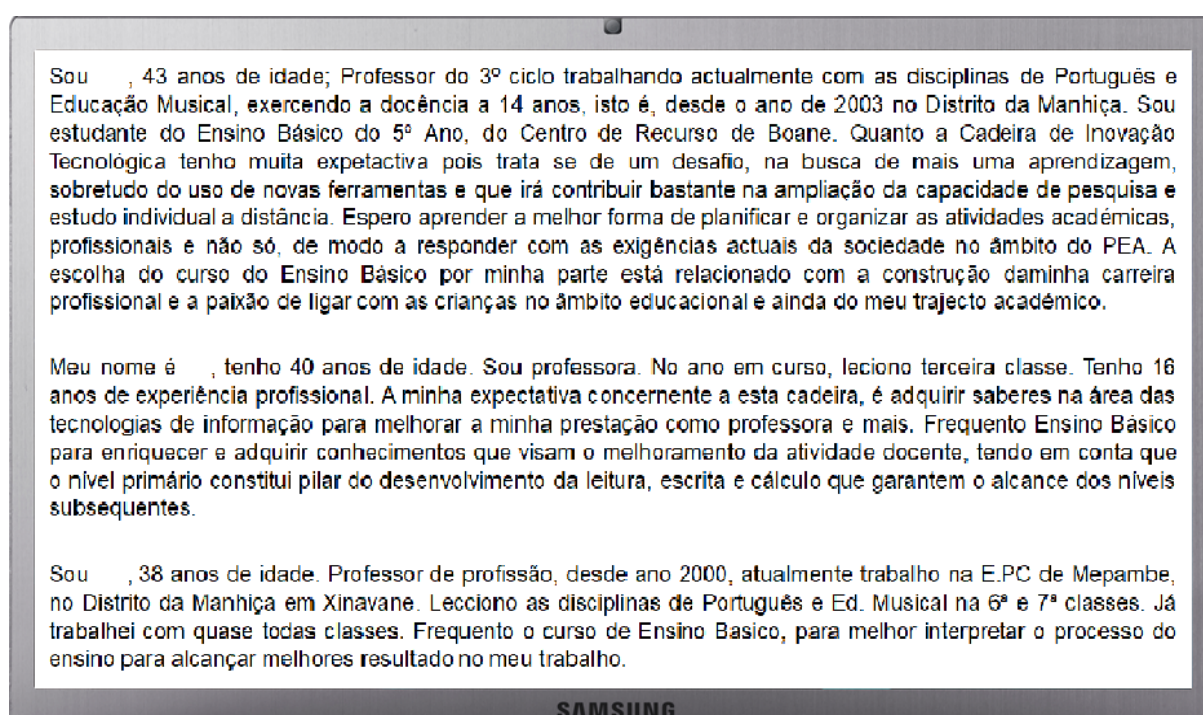 Sou , 43 anos de idade; Professor do 3º ciclo trabalhando actualmente com as disciplinas de Português e
Educação Musical, exercendo a docência a 14 anos, isto é, desde o ano de 2003 no Distrito da Manhiça. Sou
estudante do Ensino Básico do 5º Ano, do Centro de Recurso de Boane. Quanto a Cadeira de Inovação
Tecnológica tenho muita expetactiva pois trata se de um desafio, na busca de mais uma aprendizagem,
sobretudo do uso de novas ferramentas e que irá contribuir bastante na ampliação da capacidade de pesquisa e
estudo individual a distância. Espero aprender a melhor forma de planificar e organizar as atividades académicas,
profissionais e não só, de modo a responder com as exigências actuais da sociedade no âmbito do PEA. A
escolha do curso do Ensino Básico por minha parte está relacionado com a construção daminha carreira
profissional e a paixão de ligar com as crianças no âmbito educacional e ainda do meu trajecto académico.
Meu nome é , tenho 40 anos de idade. Sou professora. No ano em curso, leciono terceira classe. Tenho 16
anos de experiência profissional. A minha expectativa concernente a esta cadeira, é adquirir saberes na área das
tecnologias de informação para melhorar a minha prestação como professora e mais. Frequento Ensino Básico
para enriquecer e adquirir conhecimentos que visam o melhoramento da atividade docente, tendo em conta que
o nível primário constitui pilar do desenvolvimento da leitura, escrita e cálculo que garantem o alcance dos níveis
subsequentes.
Sou , 38 anos de idade. Professor de profissão, desde ano 2000, atualmente trabalho na E.PC de Mepambe,
no Distrito da Manhiça em Xinavane. Lecciono as disciplinas de Português e Ed. Musical na 6ª e 7ª classes. Já
trabalhei com quase todas classes. Frequento o curso de Ensino Basico, para melhor interpretar o processo do
ensino para alcançar melhores resultado no meu trabalho.
SAMSUNG